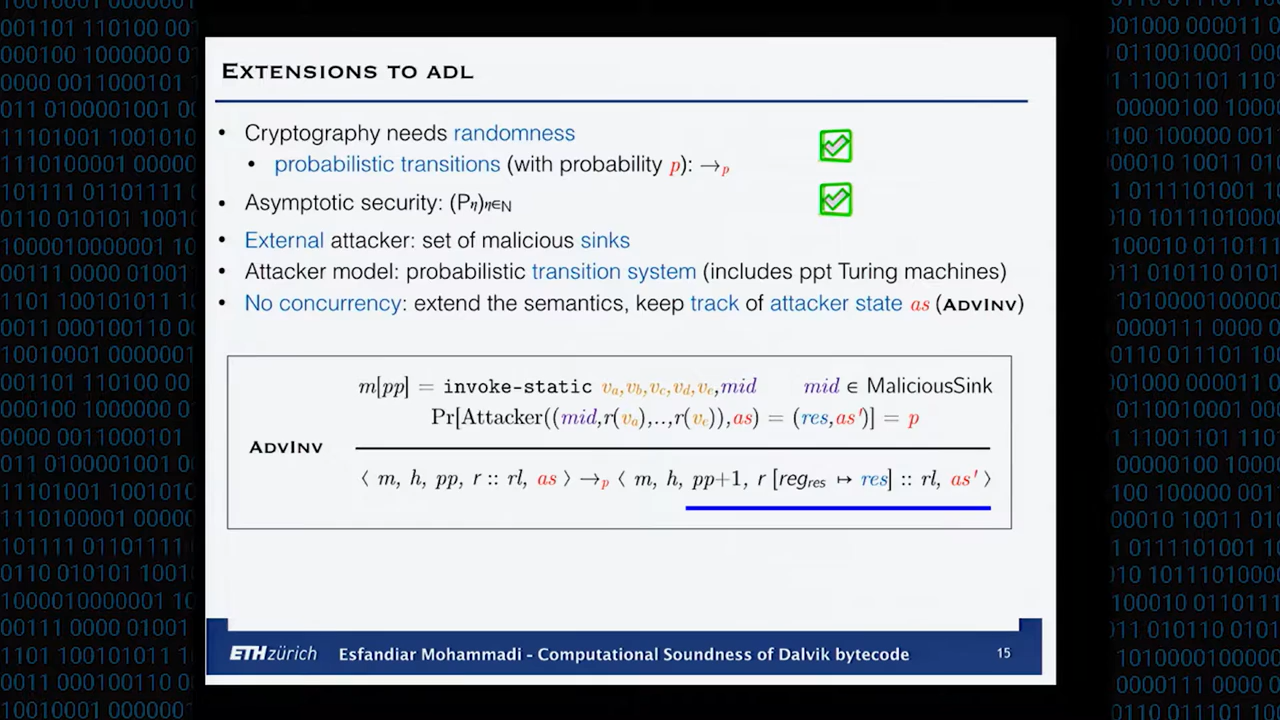 EXTENSIONS TO ADL
• Cryptography needs randomness
• probabilistic transitions (with probability p): →p
• Asymptotic security: (Pη)η∈N
• External attacker: set of malicious sinks
• Attacker model: probabilistic transition system (includes ppt Turing machines)
• No concurrency: extend the semantics, keep track of attacker state as (ADVINV)
m[pp] = invoke-static va,vb,vc,vd,ve,mid mid ∈ MaliciousSink
Pr[Attacker((mid,r(va),..,r(ve)),as) = (res,as')] = p
ADVINV
⟨ m, h, pp, r :: rl, as ⟩ →p ⟨ m, h, pp+1, r [regres ↦ res] :: rl, as' ⟩
ETH zürich Esfandiar Mohammadi - Computational Soundness of Dalvik bytecode 15